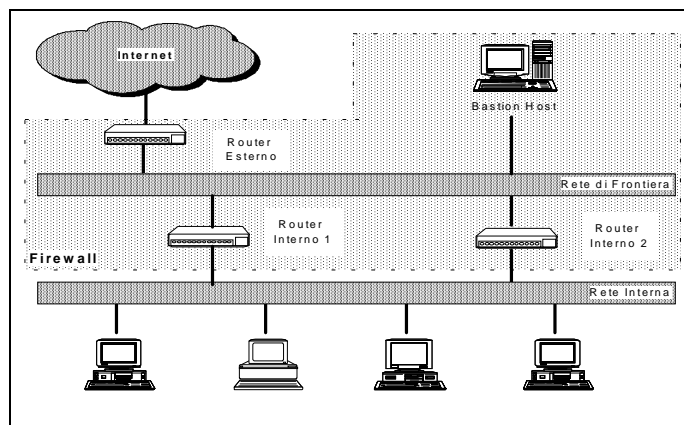 Internet
Bastion Host
Router
Esterno
Rete di Frontiera
Router
Interno 1
Router
Interno 2
Firewall
Rete Interna